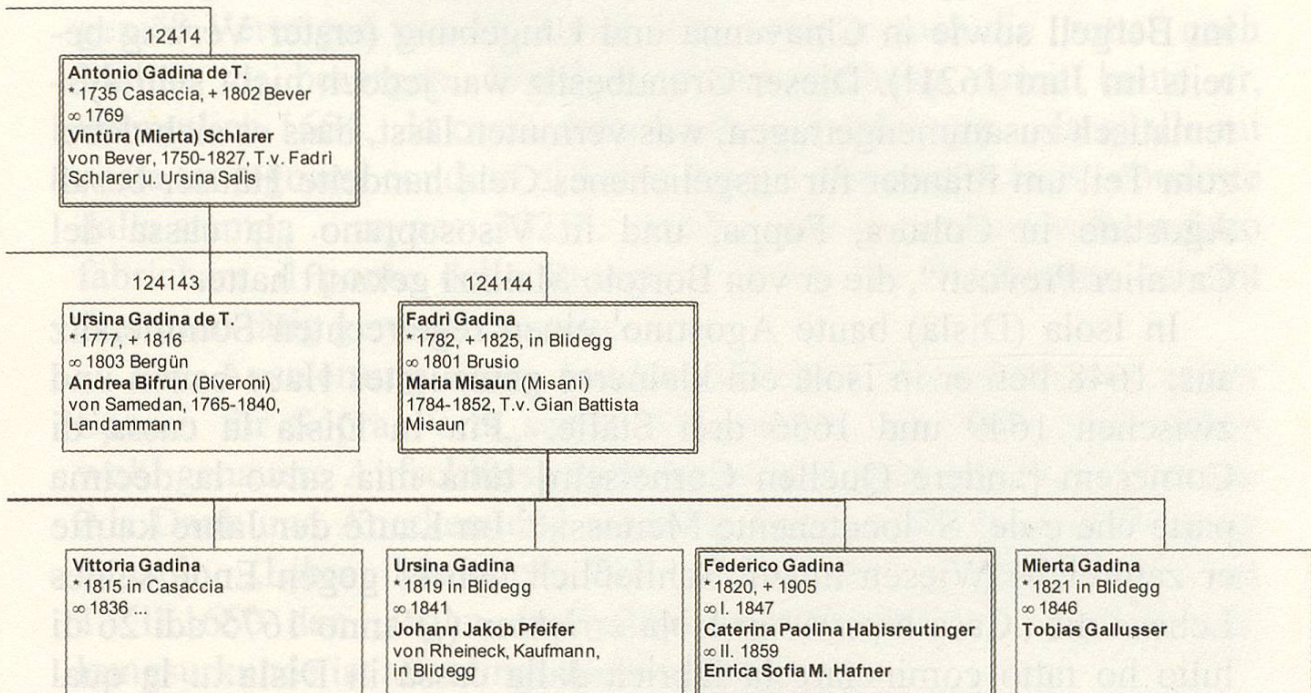 12414
Antonio Gadina de T.
* 1735 Casaccia, + 1802 Bever
∞ 1769
Vintüra (Mierta) Schlarer
von Bever, 1750-1827, T.v. Fadri
Schlarer u. Ursina Salis
124143
Ursina Gadina de T.
* 1777, + 1816
∞ 1803 Bergün
Andrea Bifrun (Biveroni)
von Samedan, 1765-1840,
Landammann
124144
Fadri Gadina
* 1782, + 1825, in Blidegg
∞ 1801 Brusio
Maria Misaun (Misani)
1784-1852, T.v. Gian Battista
Misaun
Vittoria Gadina
* 1815 in Casaccia
∞ 1836 ...
Ursina Gadina
* 1819 in Blidegg
∞ 1841
Johann Jakob Pfeifer
von Rheineck, Kaufmann,
in Blidegg
Federico Gadina
* 1820, + 1905
∞ I. 1847
Caterina Paolina Habisreutinger
∞ II. 1859
Enrica Sofia M. Hafner
Mierta Gadina
* 1821 in Blidegg
∞ 1846
Tobias Gallusser